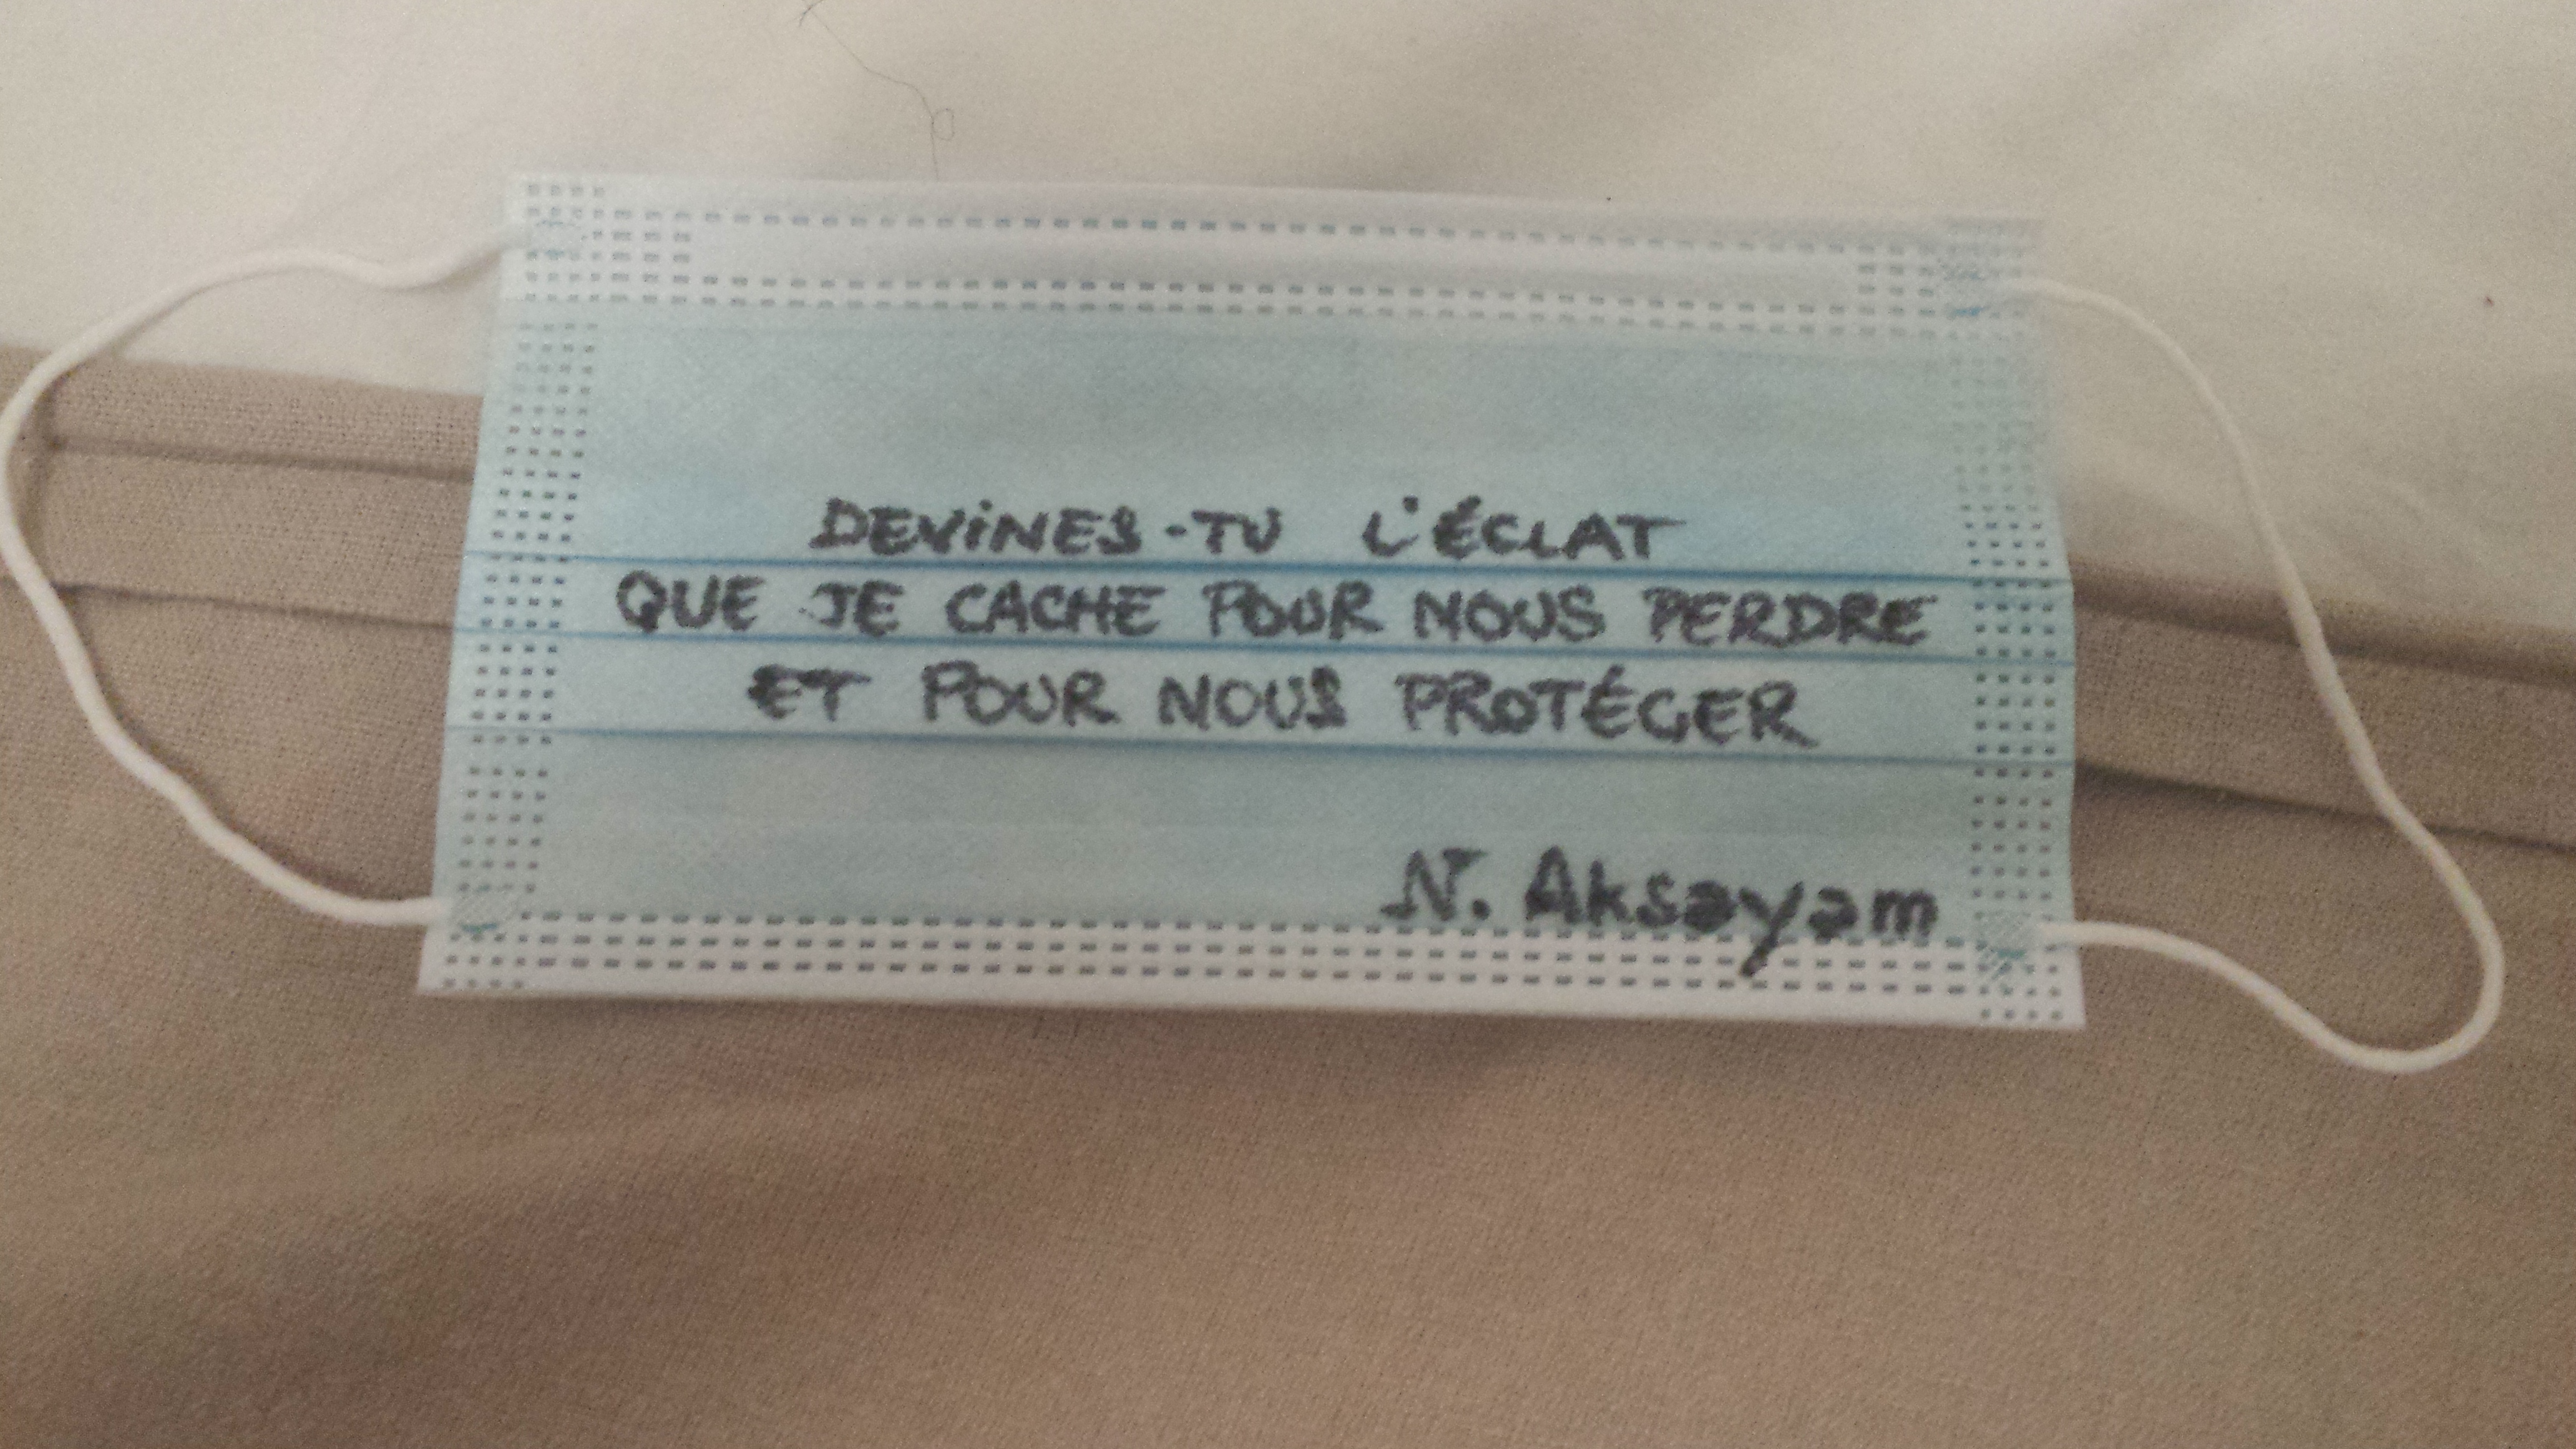 DEVINES-TU L'ÉCLAT
QUE JE CACHE POUR NOUS PERDRE
ET POUR NOUS PROTÉGER
N. Aksayam